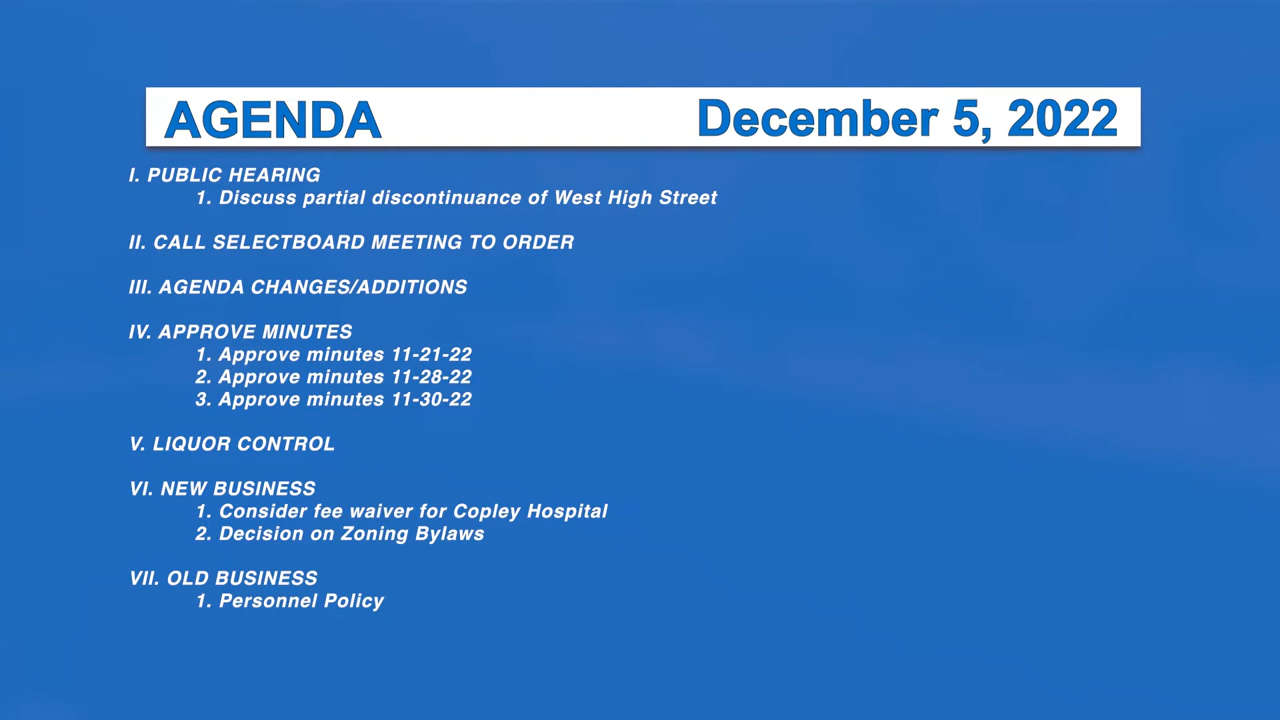 AGENDA December 5, 2022
I. PUBLIC HEARING
1. Discuss partial discontinuance of West High Street
II. CALL SELECTBOARD MEETING TO ORDER
III. AGENDA CHANGES/ADDITIONS
IV. APPROVE MINUTES
1. Approve minutes 11-21-22
2. Approve minutes 11-28-22
3. Approve minutes 11-30-22
V. LIQUOR CONTROL
VI. NEW BUSINESS
1. Consider fee waiver for Copley Hospital
2. Decision on Zoning Bylaws
VII. OLD BUSINESS
1. Personnel Policy